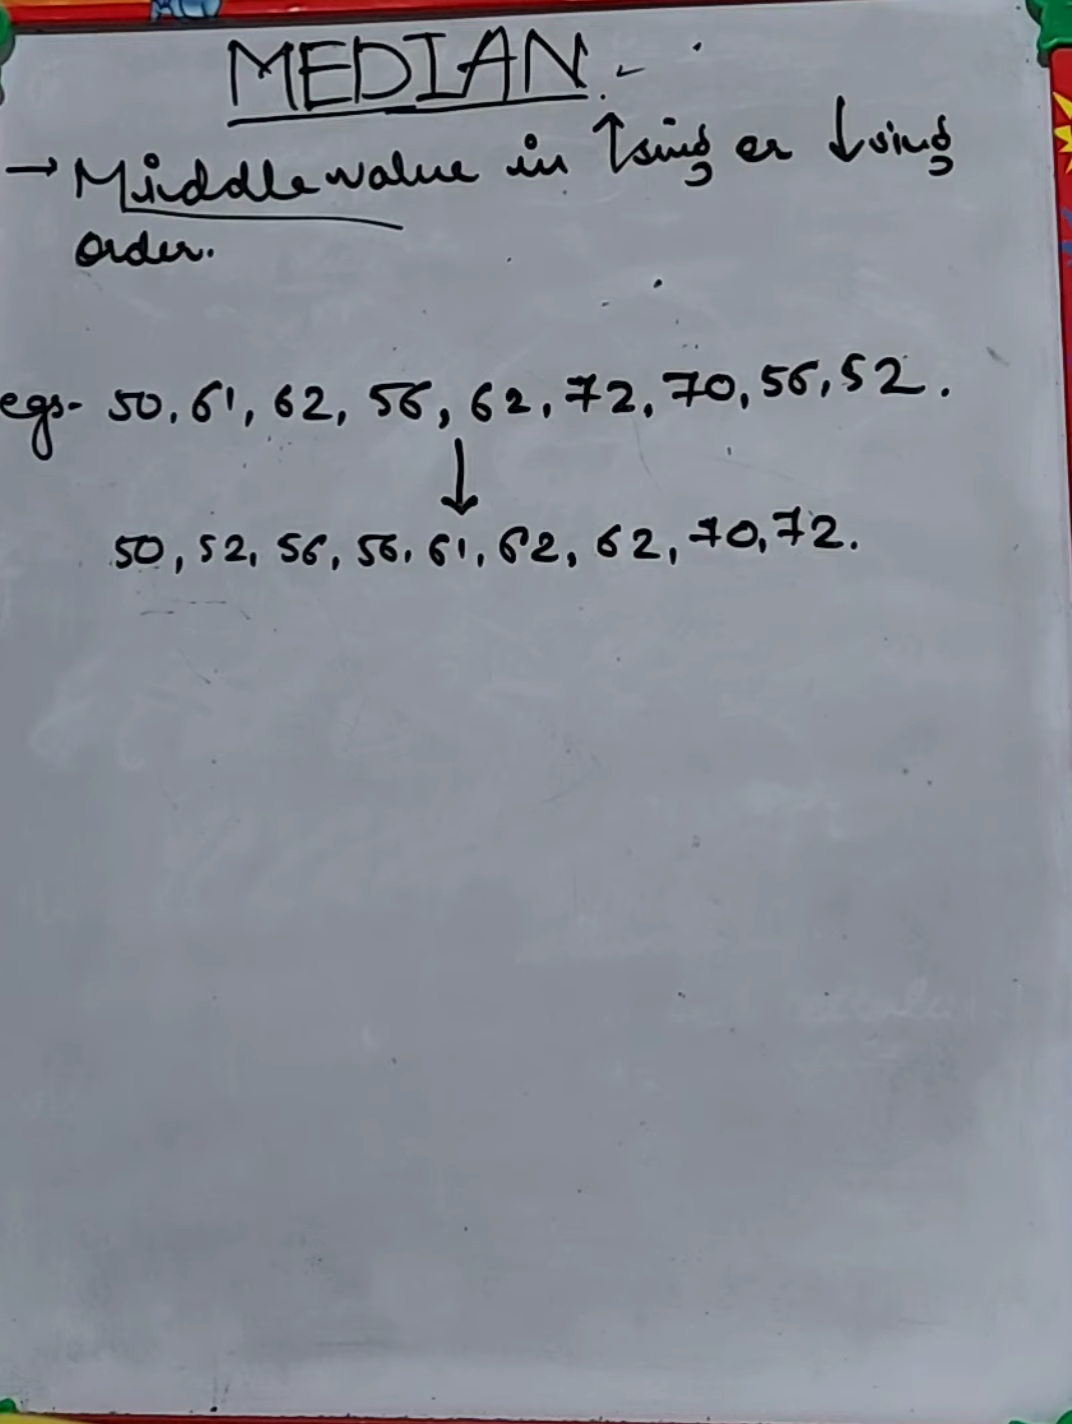 MEDIAN.
→ Middle value in ↑sing or ↓sing
order.
egs- 50, 61, 62, 56, 62, 72, 70, 56, 52.
↓
50, 52, 56, 56, 61, 62, 62, 70, 72.